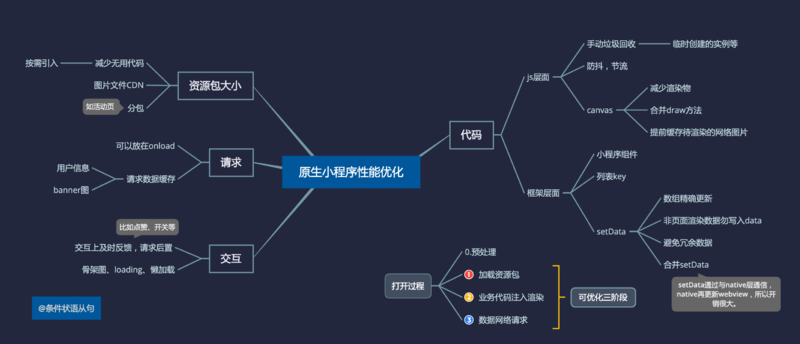 原生小程序性能优化
资源包大小
减少无用代码
按需引入
图片文件CDN
分包
如活动页
请求
可以放在onload
请求数据缓存
用户信息
banner图
交互
比如点赞、开关等
交互上及时反馈，请求后置
骨架图、loading、懒加载
代码
js层面
手动垃圾回收
临时创建的实例等
防抖，节流
canvas
减少渲染物
合并draw方法
提前缓存待渲染的网络图片
框架层面
小程序组件
列表key
setData
数组精确更新
非页面渲染数据勿写入data
避免冗余数据
合并setData
setData通过与native层通信，
native再更新webview，所以开
销很大。
打开过程
0.预处理
1 加载资源包
2 业务代码注入渲染
3 数据网络请求
可优化三阶段
@条件状语从句